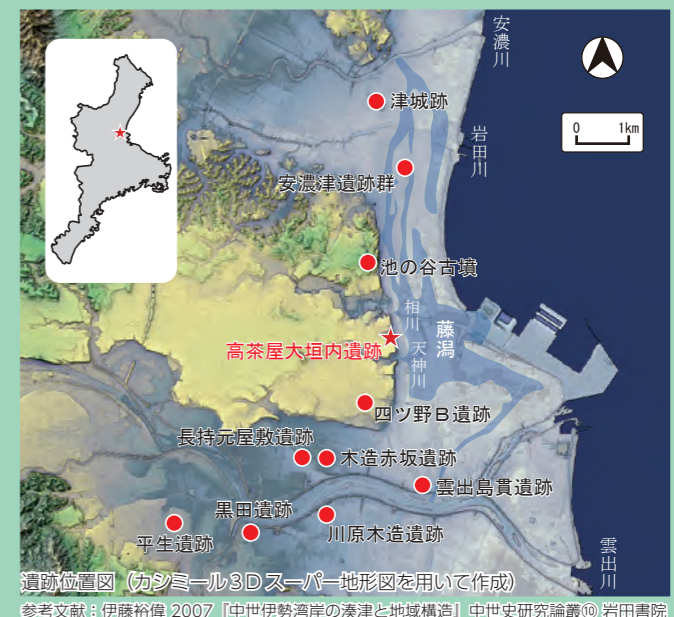 安濃川
津城跡
0 1km
岩田川
安濃津遺跡群
池の谷古墳
相川
藤潟
天神川
高茶屋大垣内遺跡
四ツ野B遺跡
長持元屋敷遺跡
木造赤坂遺跡
雲出島貫遺跡
黒田遺跡
川原木造遺跡
平生遺跡
雲出川
遺跡位置図（カシミール3Dスーパー地形図を用いて作成）
参考文献：伊藤裕偉 2007『中世伊勢湾岸の湊津と地域構造』中世史研究論叢⑩ 岩田書院